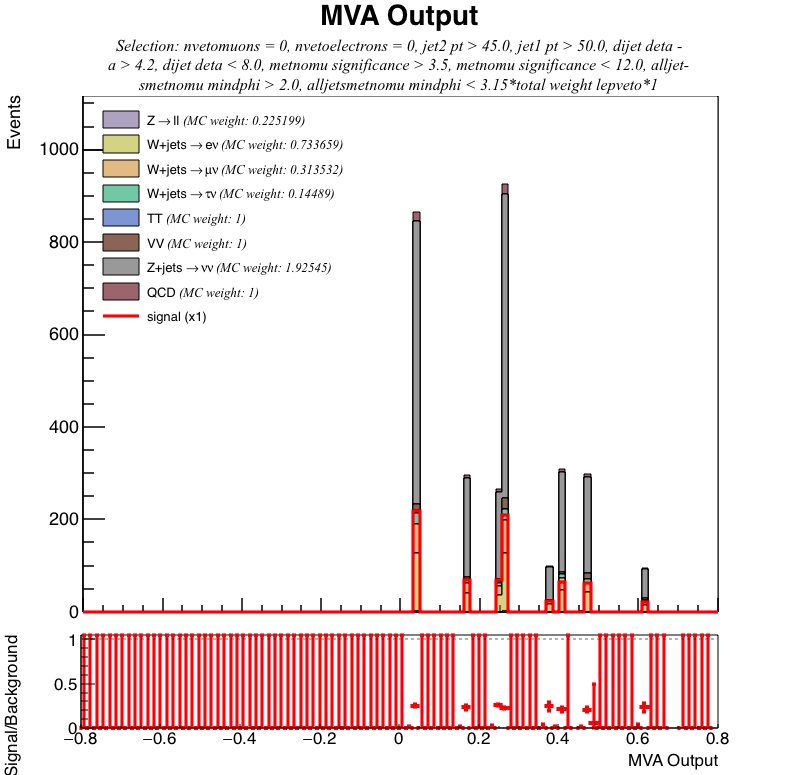 MVA Output
Selection: nvetomuons = 0, nvetoelectrons = 0, jet2 pt > 45.0, jet1 pt > 50.0, dijet deta -
a > 4.2, dijet deta < 8.0, metnomu significance > 3.5, metnomu significance < 12.0, alljet-
smetnomu mindphi > 2.0, alljetsmetnomu mindphi < 3.15*total weight lepveto*1
Events
1000
800
600
400
200
0
Z→ll (MC weight: 0.225199)
W+jets→eν (MC weight: 0.733659)
W+jets→μν (MC weight: 0.313532)
W+jets→τν (MC weight: 0.14489)
TT (MC weight: 1)
VV (MC weight: 1)
Z+jets→νν (MC weight: 1.92545)
QCD (MC weight: 1)
signal (x1)
Signal/Background
1
0.5
0
−0.8 −0.6 −0.4 −0.2 0 0.2 0.4 0.6 0.8
MVA Output